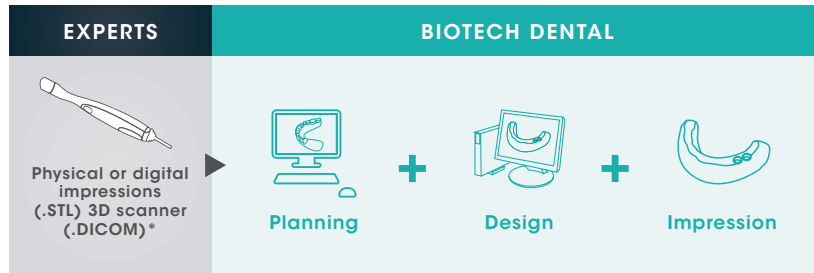 EXPERTS
BIOTECH DENTAL
Physical or digital
impressions
(.STL) 3D scanner
(.DICOM)*
Planning
Design
Impression